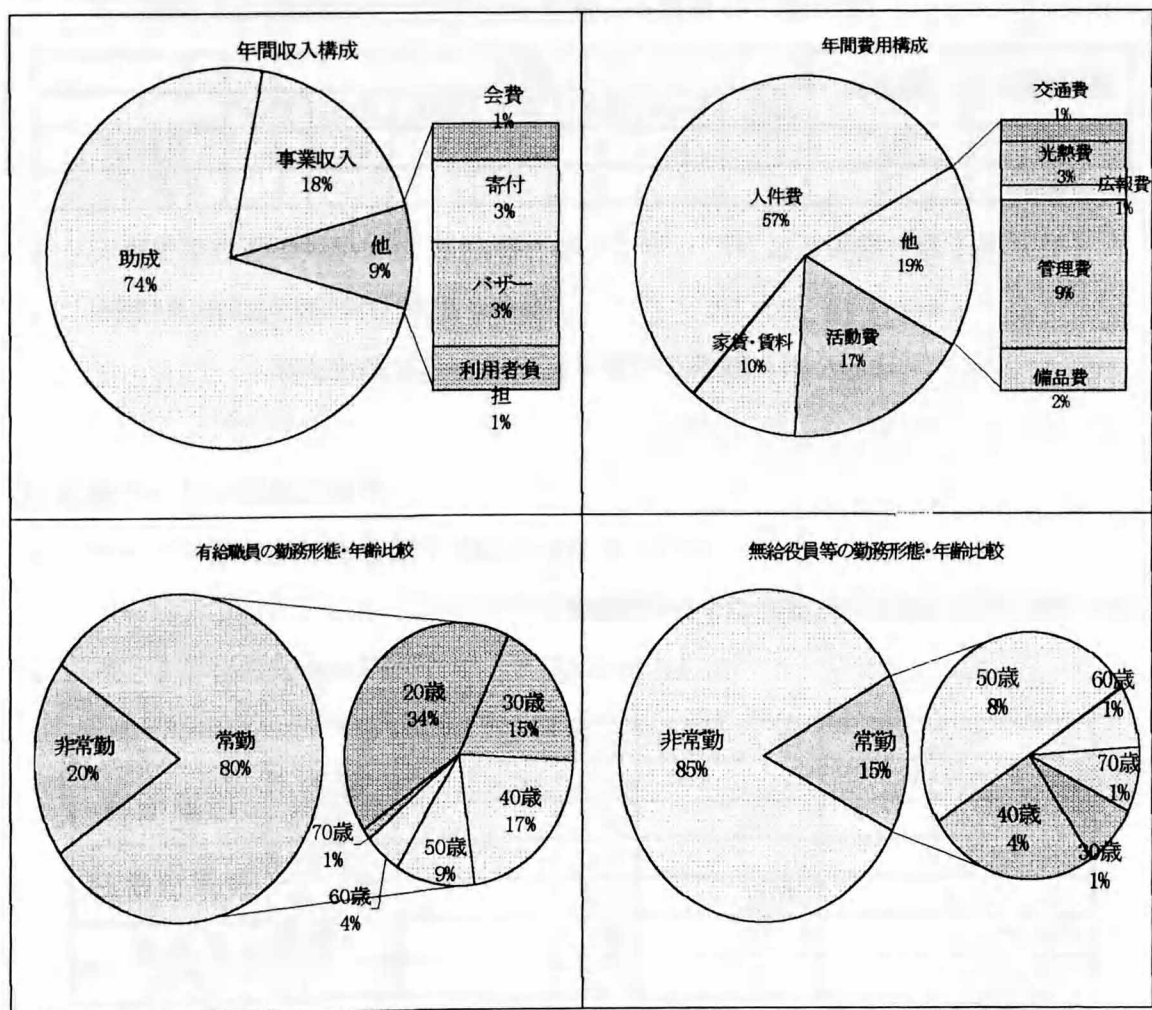 年間収入構成
会費
1%
事業収入
18%
寄付
3%
他
9%
助成
74%
バザー
3%
利用者負
担
1%
年間費用構成
交通費
1%
光熱費
3%
広報費
1%
人件費
57%
他
19%
管理費
9%
家賃・賃料
10%
活動費
17%
備品費
2%
有給職員の勤務形態・年齢比較
20歳
34%
30歳
15%
非常勤
20%
常勤
80%
40歳
17%
70歳
1%
50歳
9%
60歳
4%
無給役員等の勤務形態・年齢比較
50歳
8%
60歳
1%
非常勤
85%
常勤
15%
70歳
1%
40歳
4%
30歳
1%